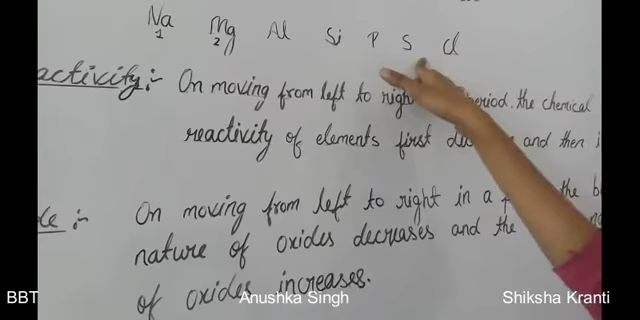 Na Mg Al Si P S Cl
1 2
activity :- On moving from left to right period, the chemical
reactivity of elements first and then
On moving from left to right in a the
nature of oxides decreases and the
of oxides increases.
BBT Anushka Singh Shiksha Kranti